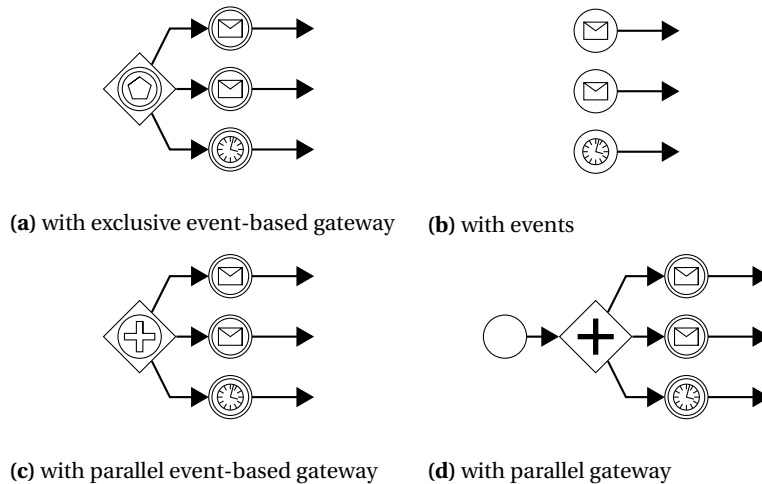 (a) with exclusive event-based gateway
(b) with events
(c) with parallel event-based gateway
(d) with parallel gateway